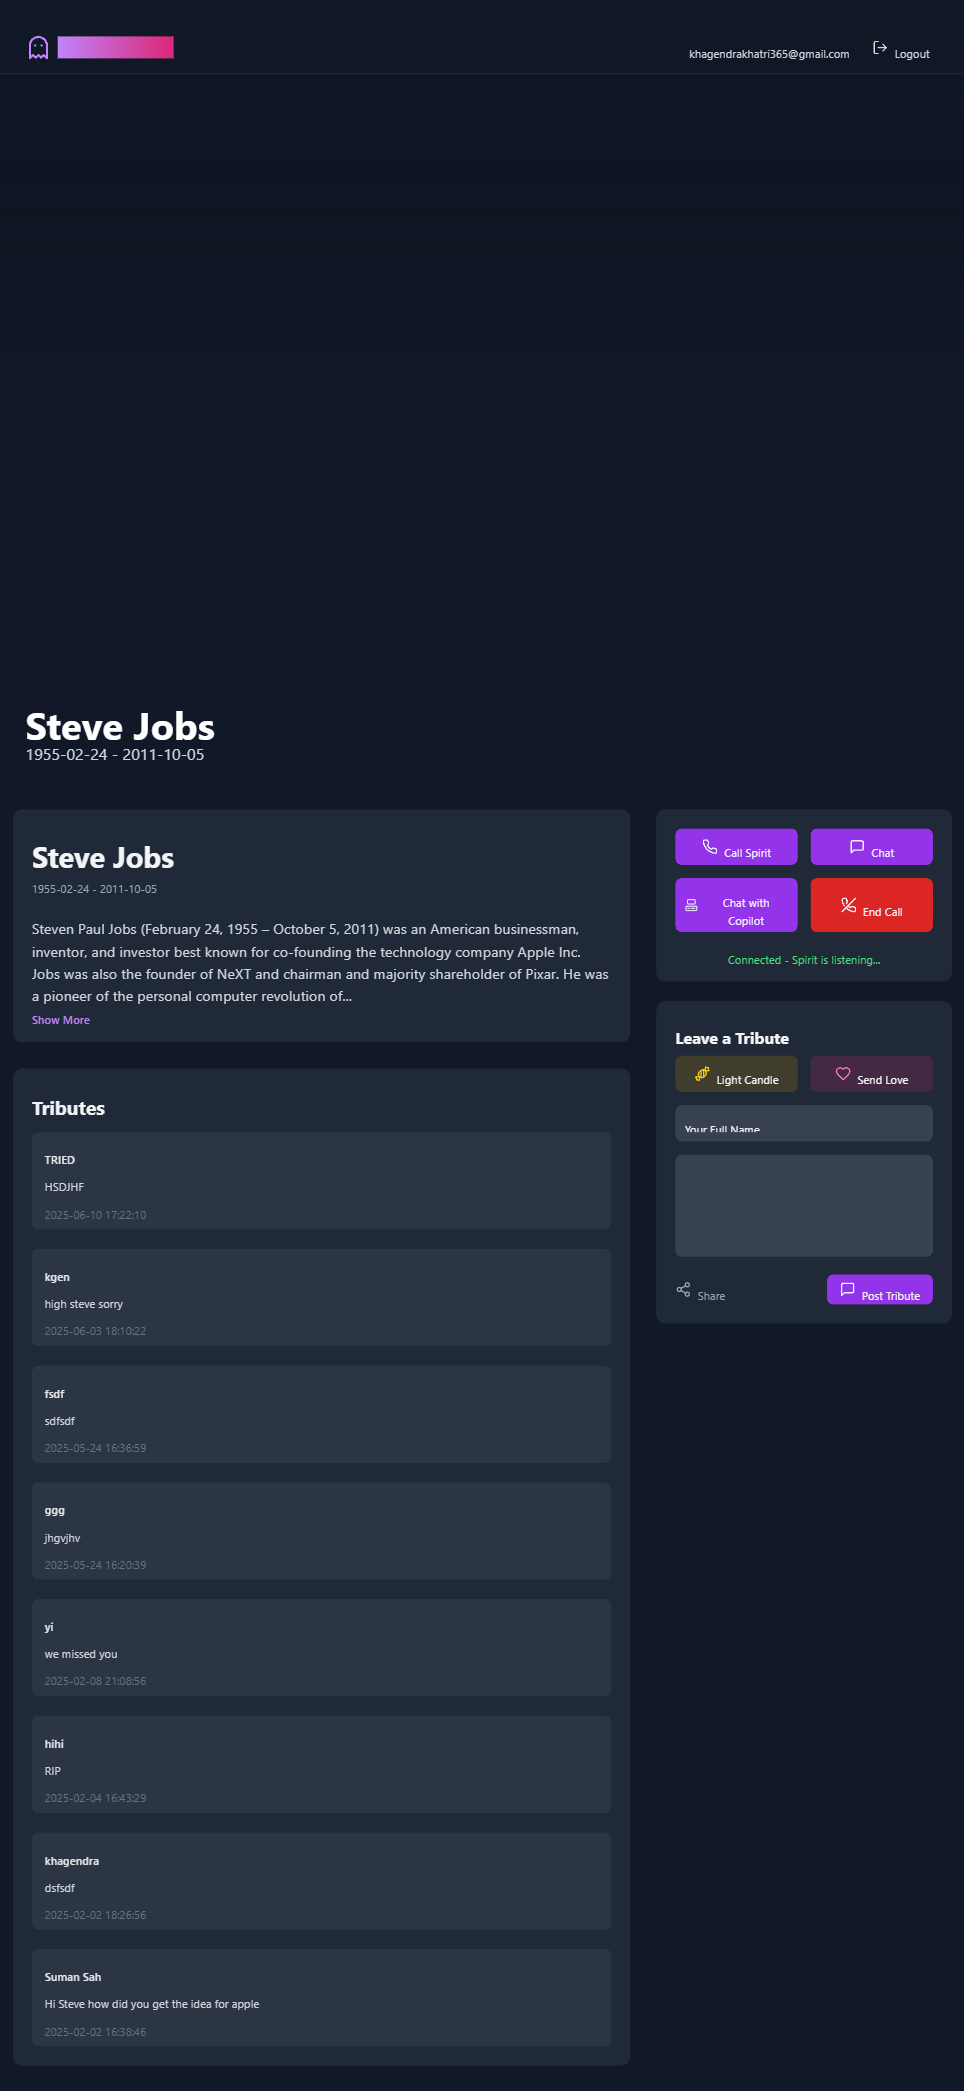 khagendrakhatri365@gmail.com
Logout
Steve Jobs
1955-02-24 - 2011-10-05
Steve Jobs
1955-02-24 - 2011-10-05
Steven Paul Jobs (February 24, 1955 – October 5, 2011) was an American businessman,
inventor, and investor best known for co-founding the technology company Apple Inc.
Jobs was also the founder of NeXT and chairman and majority shareholder of Pixar. He was
a pioneer of the personal computer revolution of...
Show More
Tributes
TRIED
HSDJHF
2025-06-10 17:22:10
kgen
high steve sorry
2025-06-03 18:10:22
fsdf
sdfsdf
2025-05-24 16:36:59
ggg
jhgvjhv
2025-05-24 16:20:39
yi
we missed you
2025-02-08 21:08:56
hihi
RIP
2025-02-04 16:43:29
khagendra
dsfsdf
2025-02-02 18:26:56
Suman Sah
Hi Steve how did you get the idea for apple
2025-02-02 16:38:46
Call Spirit
Chat
Chat with
Copilot
End Call
Connected - Spirit is listening...
Leave a Tribute
Light Candle
Send Love
Your Full Name
Share
Post Tribute